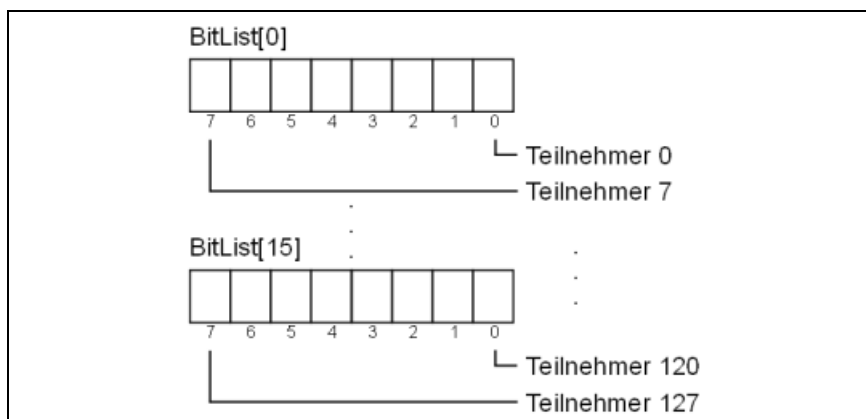 BitList[0]
7 6 5 4 3 2 1 0
Teilnehmer 0
Teilnehmer 7
BitList[15]
7 6 5 4 3 2 1 0
Teilnehmer 120
Teilnehmer 127